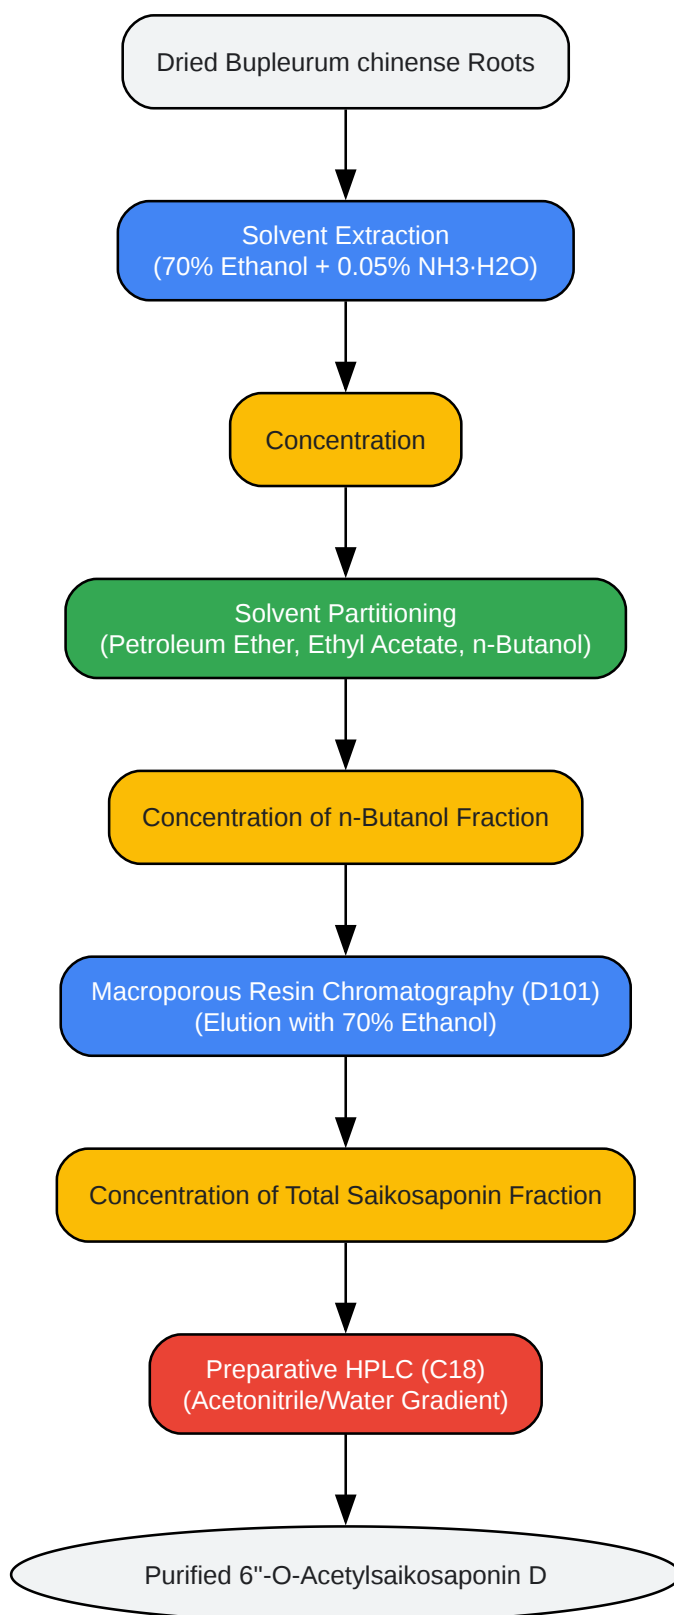 Dried Bupleurum chinense Roots
Solvent Extraction
(70% Ethanol + 0.05% NH3·H2O)
Concentration
Solvent Partitioning
(Petroleum Ether, Ethyl Acetate, n-Butanol)
Concentration of n-Butanol Fraction
Macroporous Resin Chromatography (D101)
(Elution with 70% Ethanol)
Concentration of Total Saikosaponin Fraction
Preparative HPLC (C18)
(Acetonitrile/Water Gradient)
Purified 6"-O-Acetylsaikosaponin D